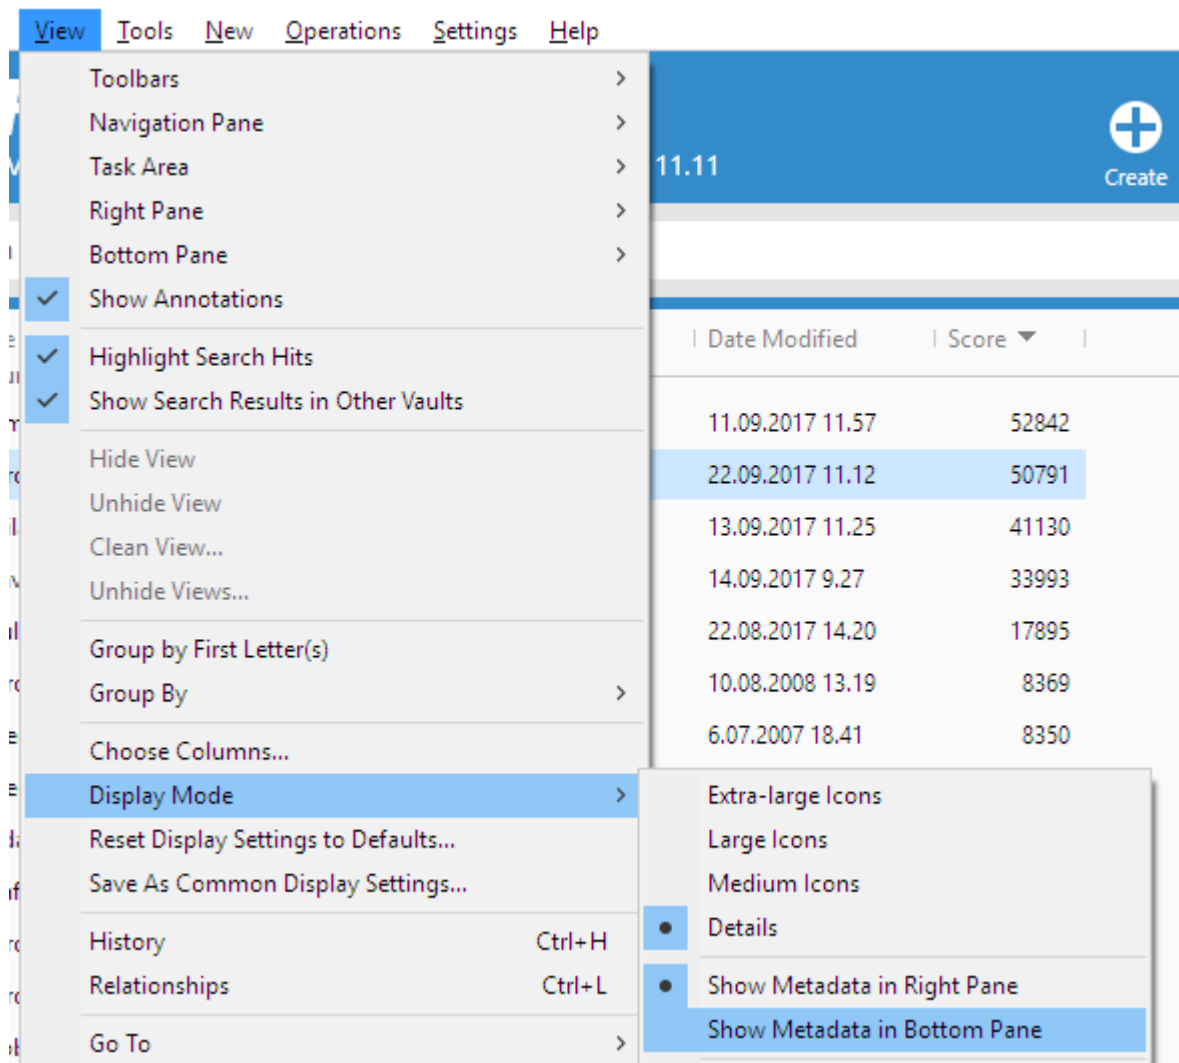 View Tools New Operations Settings Help
Toolbars
Navigation Pane
Task Area
11.11
Create
Right Pane
Bottom Pane
Show Annotations
Date Modified Score
Highlight Search Hits
Show Search Results in Other Vaults
11.09.2017 11.57 52842
Hide View
22.09.2017 11.12 50791
Unhide View
13.09.2017 11.25 41130
Clean View...
14.09.2017 9.27 33993
Unhide Views...
22.08.2017 14.20 17895
Group by First Letter(s)
10.08.2008 13.19 8369
Group By
6.07.2007 18.41 8350
Choose Columns...
Display Mode
Extra-large Icons
Reset Display Settings to Defaults...
Large Icons
Save As Common Display Settings...
Medium Icons
Details
History Ctrl+H
Relationships Ctrl+L
Show Metadata in Right Pane
Show Metadata in Bottom Pane
Go To